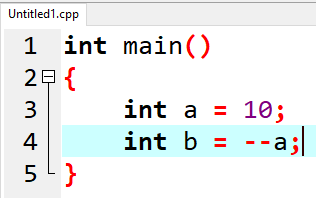 Untitled1.cpp
1 int main()
2 {
3 int a = 10;
4 int b = --a;
5 }